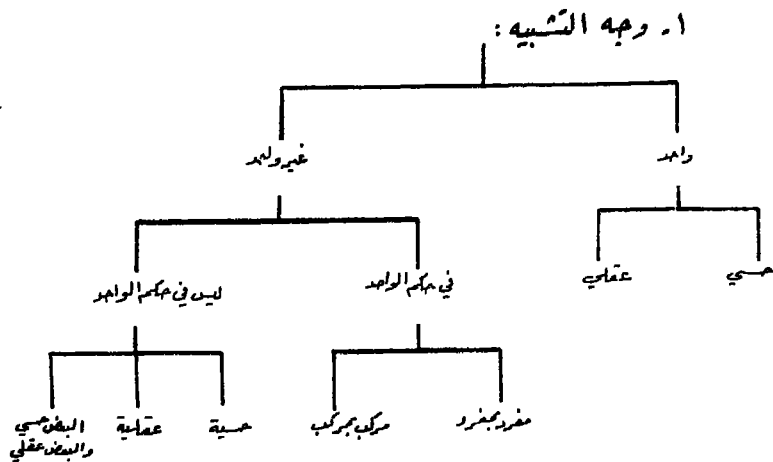 ١. وجه التشبيه :
واحد
غير واحد
حسي
عقلي
في حكم الواحد
ليس في حكم الواحد
مفرد بمفرد
مركب بمركب
حسية
عقلية
البعض حسي
والبعض عقلي